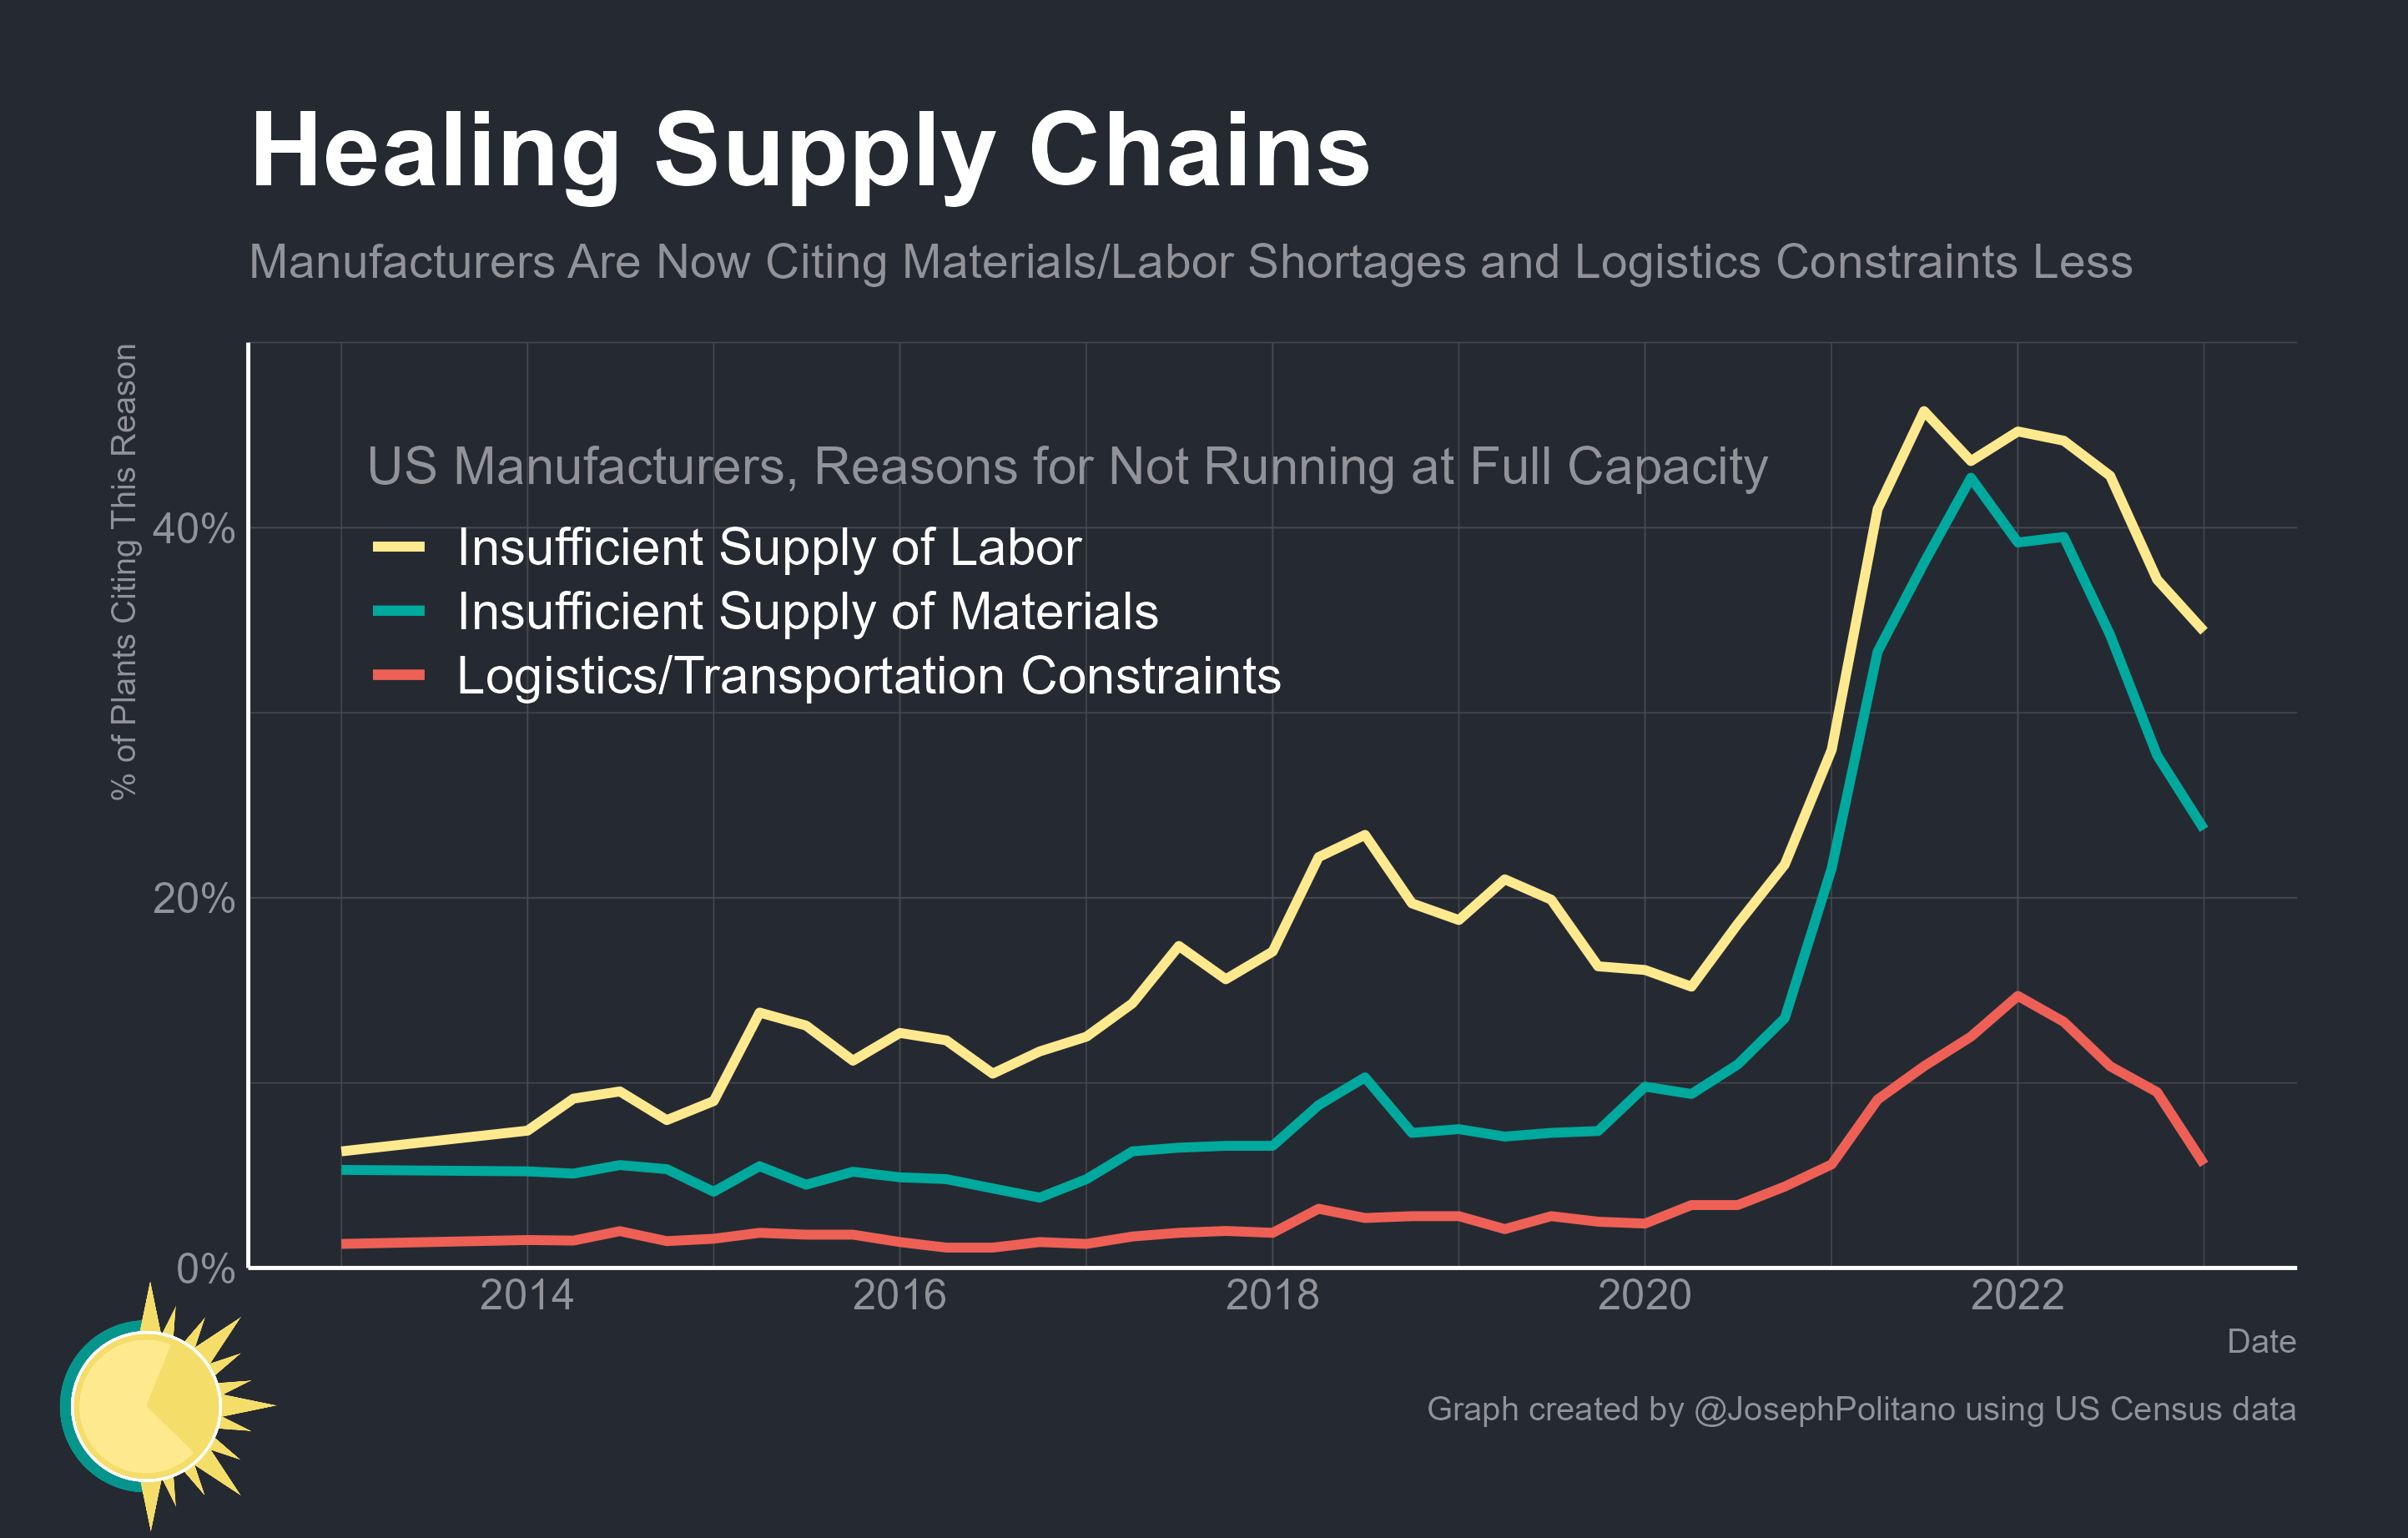 Healing Supply Chains
Manufacturers Are Now Citing Materials/Labor Shortages and Logistics Constraints Less
% of Plants Citing This Reason
US Manufacturers, Reasons for Not Running at Full Capacity
Insufficient Supply of Labor
Insufficient Supply of Materials
Logistics/Transportation Constraints
40%
20%
0%
2014 2016 2018 2020 2022
Date
Graph created by @JosephPolitano using US Census data